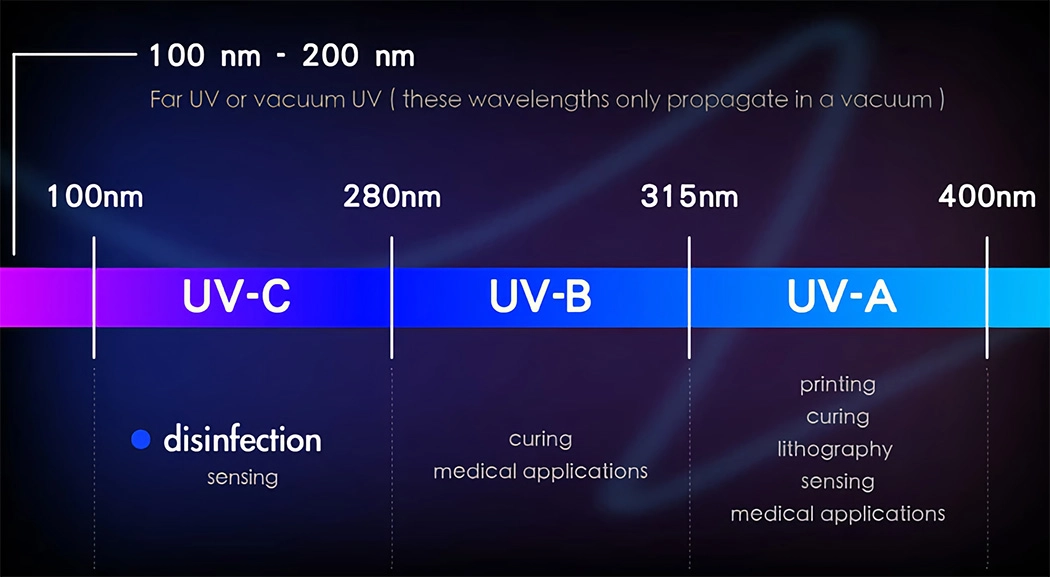 100 nm - 200 nm
Far UV or vacuum UV ( these wavelengths only propagate in a vacuum )
100nm 280nm 315nm 400nm
UV-C UV-B UV-A
disinfection
sensing
curing
medical applications
printing
curing
lithography
sensing
medical applications